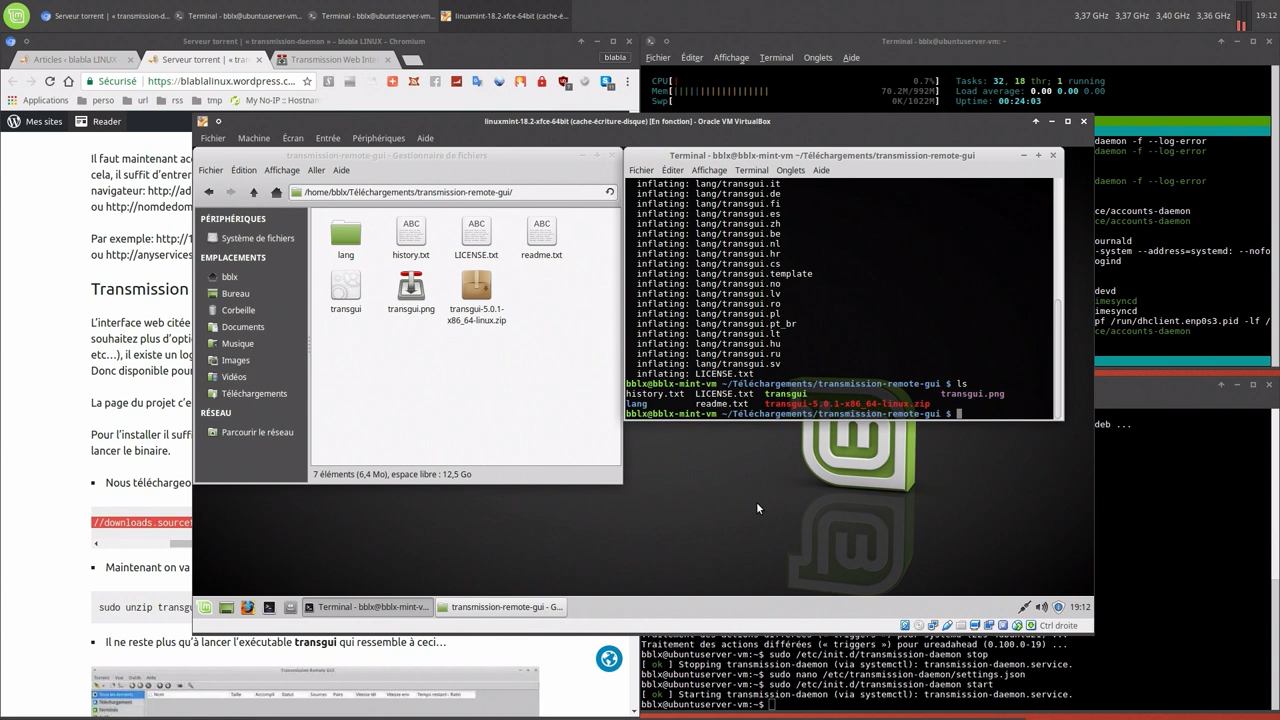 Serveur torrent | « transmission-d...
Terminal - bblx@ubuntuserver-vm:...
Terminal - bblx@ubuntuserver-vm:...
linuxmint-18.2-xfce-64bit (cache-é...
3,37 GHz 3,37 GHz 3,40 GHz 3,36 GHz
19:12
Serveur torrent | « transmission-daemon » — blabla LINUX — Chromium
Articles ‹ blabla LINUX
Serveur torrent | « tran
Transmission Web Inte
blabla
Sécurisé
https://blablalinux.wordpress.c
Applications
perso
url
rss
tmp
My No-IP :: Hostnam
Mes sites
Reader
Il faut maintenant ac
cela, il suffit d'entrer
navigateur: http://ad
ou http://nomdedom
Par exemple: http://1
ou http://anyservices
Transmission
L'interface web citée
souhaitez plus d'optio
etc...), il existe un log
Donc disponible pour
La page du projet c'es
Pour l'installer il suffi
lancer le binaire.
Nous téléchargeo
//downloads.sourcef
Maintenant on va
sudo unzip transgu
Il ne reste plus qu'à lancer l'exécutable transgui qui ressemble à ceci...
Terminal - bblx@ubuntuserver-vm: ~
Fichier Éditer Affichage Terminal Onglets Aide
CPU[ 0.7%] Tasks: 32, 18 thr; 1 running
Mem[ 70.2M/992M] Load average: 0.00 0.00 0.00
Swp[ 0K/1022M] Uptime: 00:24:03
daemon -f --log-error
daemon -f --log-error
daemon -f --log-error
ce/accounts-daemon
ce/accounts-daemon
ournald
-system --address=systemd: --nofo
ogind
devd
imesyncd
imesyncd
pf /run/dhclient.enp0s3.pid -lf /
ce/accounts-daemon
deb ...
linuxmint-18.2-xfce-64bit (cache-écriture-disque) [En fonction] - Oracle VM VirtualBox
Fichier Machine Écran Entrée Périphériques Aide
transmission-remote-gui - Gestionnaire de fichiers
Fichier Édition Affichage Aller Aide
/home/bblx/Téléchargements/transmission-remote-gui/
PÉRIPHÉRIQUES
Système de fichiers
EMPLACEMENTS
bblx
Bureau
Corbeille
Documents
Musique
Images
Vidéos
Téléchargements
RÉSEAU
Parcourir le réseau
ABC ABC ABC
lang history.txt LICENSE.txt readme.txt
transgui transgui.png transgui-5.0.1-
x86_64-linux.zip
7 éléments (6,4 Mo), espace libre : 12,5 Go
Terminal - bblx@bblx-mint-vm ~/Téléchargements/transmission-remote-gui
Fichier Éditer Affichage Terminal Onglets Aide
inflating: lang/transgui.it
inflating: lang/transgui.de
inflating: lang/transgui.fi
inflating: lang/transgui.es
inflating: lang/transgui.zh
inflating: lang/transgui.be
inflating: lang/transgui.nl
inflating: lang/transgui.hr
inflating: lang/transgui.cs
inflating: lang/transgui.template
inflating: lang/transgui.no
inflating: lang/transgui.lv
inflating: lang/transgui.ro
inflating: lang/transgui.pl
inflating: lang/transgui.pt_br
inflating: lang/transgui.lt
inflating: lang/transgui.hu
inflating: lang/transgui.ru
inflating: lang/transgui.sv
inflating: LICENSE.txt
bblx@bblx-mint-vm ~/Téléchargements/transmission-remote-gui $ ls
history.txt LICENSE.txt transgui transgui.png
lang readme.txt transgui-5.0.1-x86_64-linux.zip
bblx@bblx-mint-vm ~/Téléchargements/transmission-remote-gui $
Terminal - bblx@bblx-mint-v...
transmission-remote-gui - G...
19:12
Ctrl droite
Traitement des actions différées (« triggers ») pour ureadahead (0.100.0-19) ...
bblx@ubuntuserver-vm:~$ sudo /etc/init.d/transmission-daemon stop
[ ok ] Stopping transmission-daemon (via systemctl): transmission-daemon.service.
bblx@ubuntuserver-vm:~$ sudo nano /etc/transmission-daemon/settings.json
bblx@ubuntuserver-vm:~$ sudo /etc/init.d/transmission-daemon start
[ ok ] Starting transmission-daemon (via systemctl): transmission-daemon.service.
bblx@ubuntuserver-vm:~$